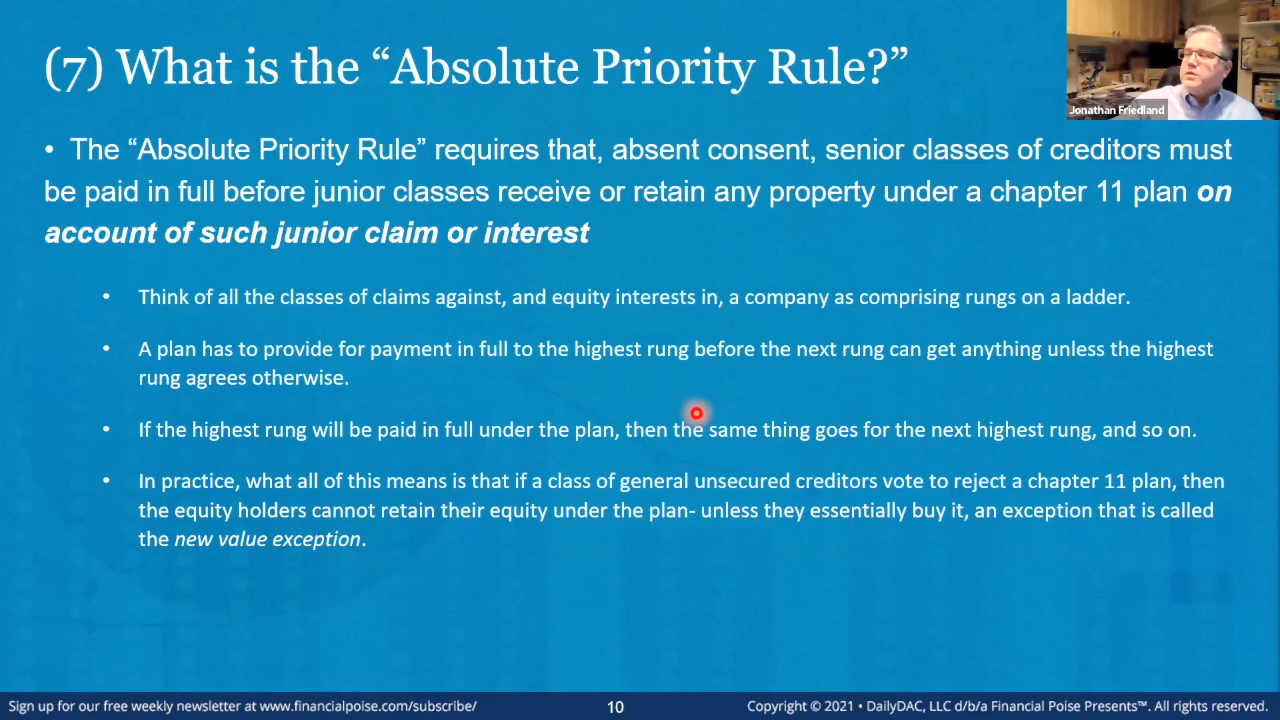 (7) What is the “Absolute Priority Rule?”
Jonathan Friedland
• The “Absolute Priority Rule” requires that, absent consent, senior classes of creditors must
be paid in full before junior classes receive or retain any property under a chapter 11 plan on
account of such junior claim or interest
• Think of all the classes of claims against, and equity interests in, a company as comprising rungs on a ladder.
• A plan has to provide for payment in full to the highest rung before the next rung can get anything unless the highest
rung agrees otherwise.
• If the highest rung will be paid in full under the plan, then the same thing goes for the next highest rung, and so on.
• In practice, what all of this means is that if a class of general unsecured creditors vote to reject a chapter 11 plan, then
the equity holders cannot retain their equity under the plan- unless they essentially buy it, an exception that is called
the new value exception.
Sign up for our free weekly newsletter at www.financialpoise.com/subscribe/
10
Copyright © 2021 • DailyDAC, LLC d/b/a Financial Poise Presents™. All rights reserved.